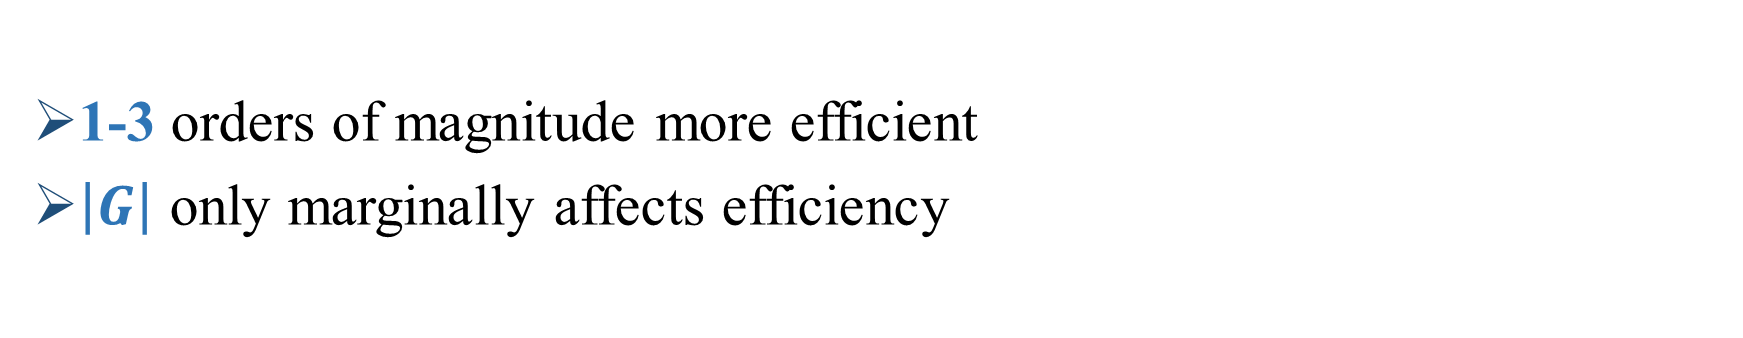 ➢1-3 orders of magnitude more efficient
➢|G| only marginally affects efficiency